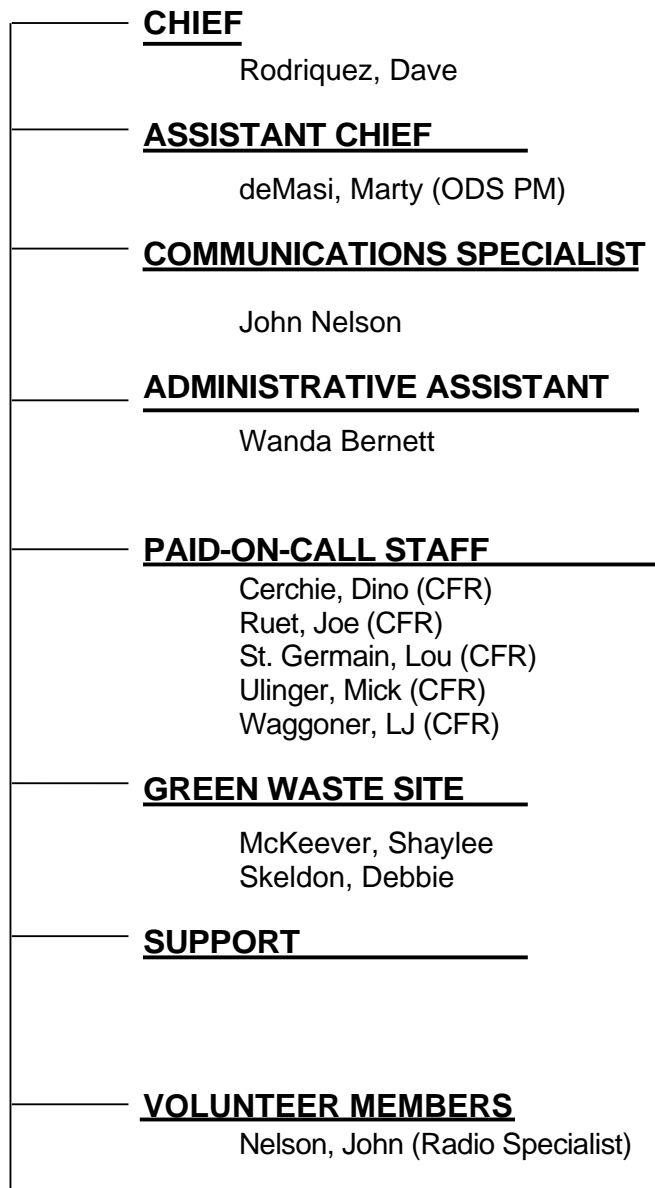 CHIEF
Rodriquez, Dave
ASSISTANT CHIEF
deMasi, Marty (ODS PM)
COMMUNICATIONS SPECIALIST
John Nelson
ADMINISTRATIVE ASSISTANT
Wanda Bernett
PAID-ON-CALL STAFF
Cerchie, Dino (CFR)
Ruet, Joe (CFR)
St. Germain, Lou (CFR)
Ulinger, Mick (CFR)
Waggoner, LJ (CFR)
GREEN WASTE SITE
McKeever, Shaylee
Skeldon, Debbie
SUPPORT
VOLUNTEER MEMBERS
Nelson, John (Radio Specialist)